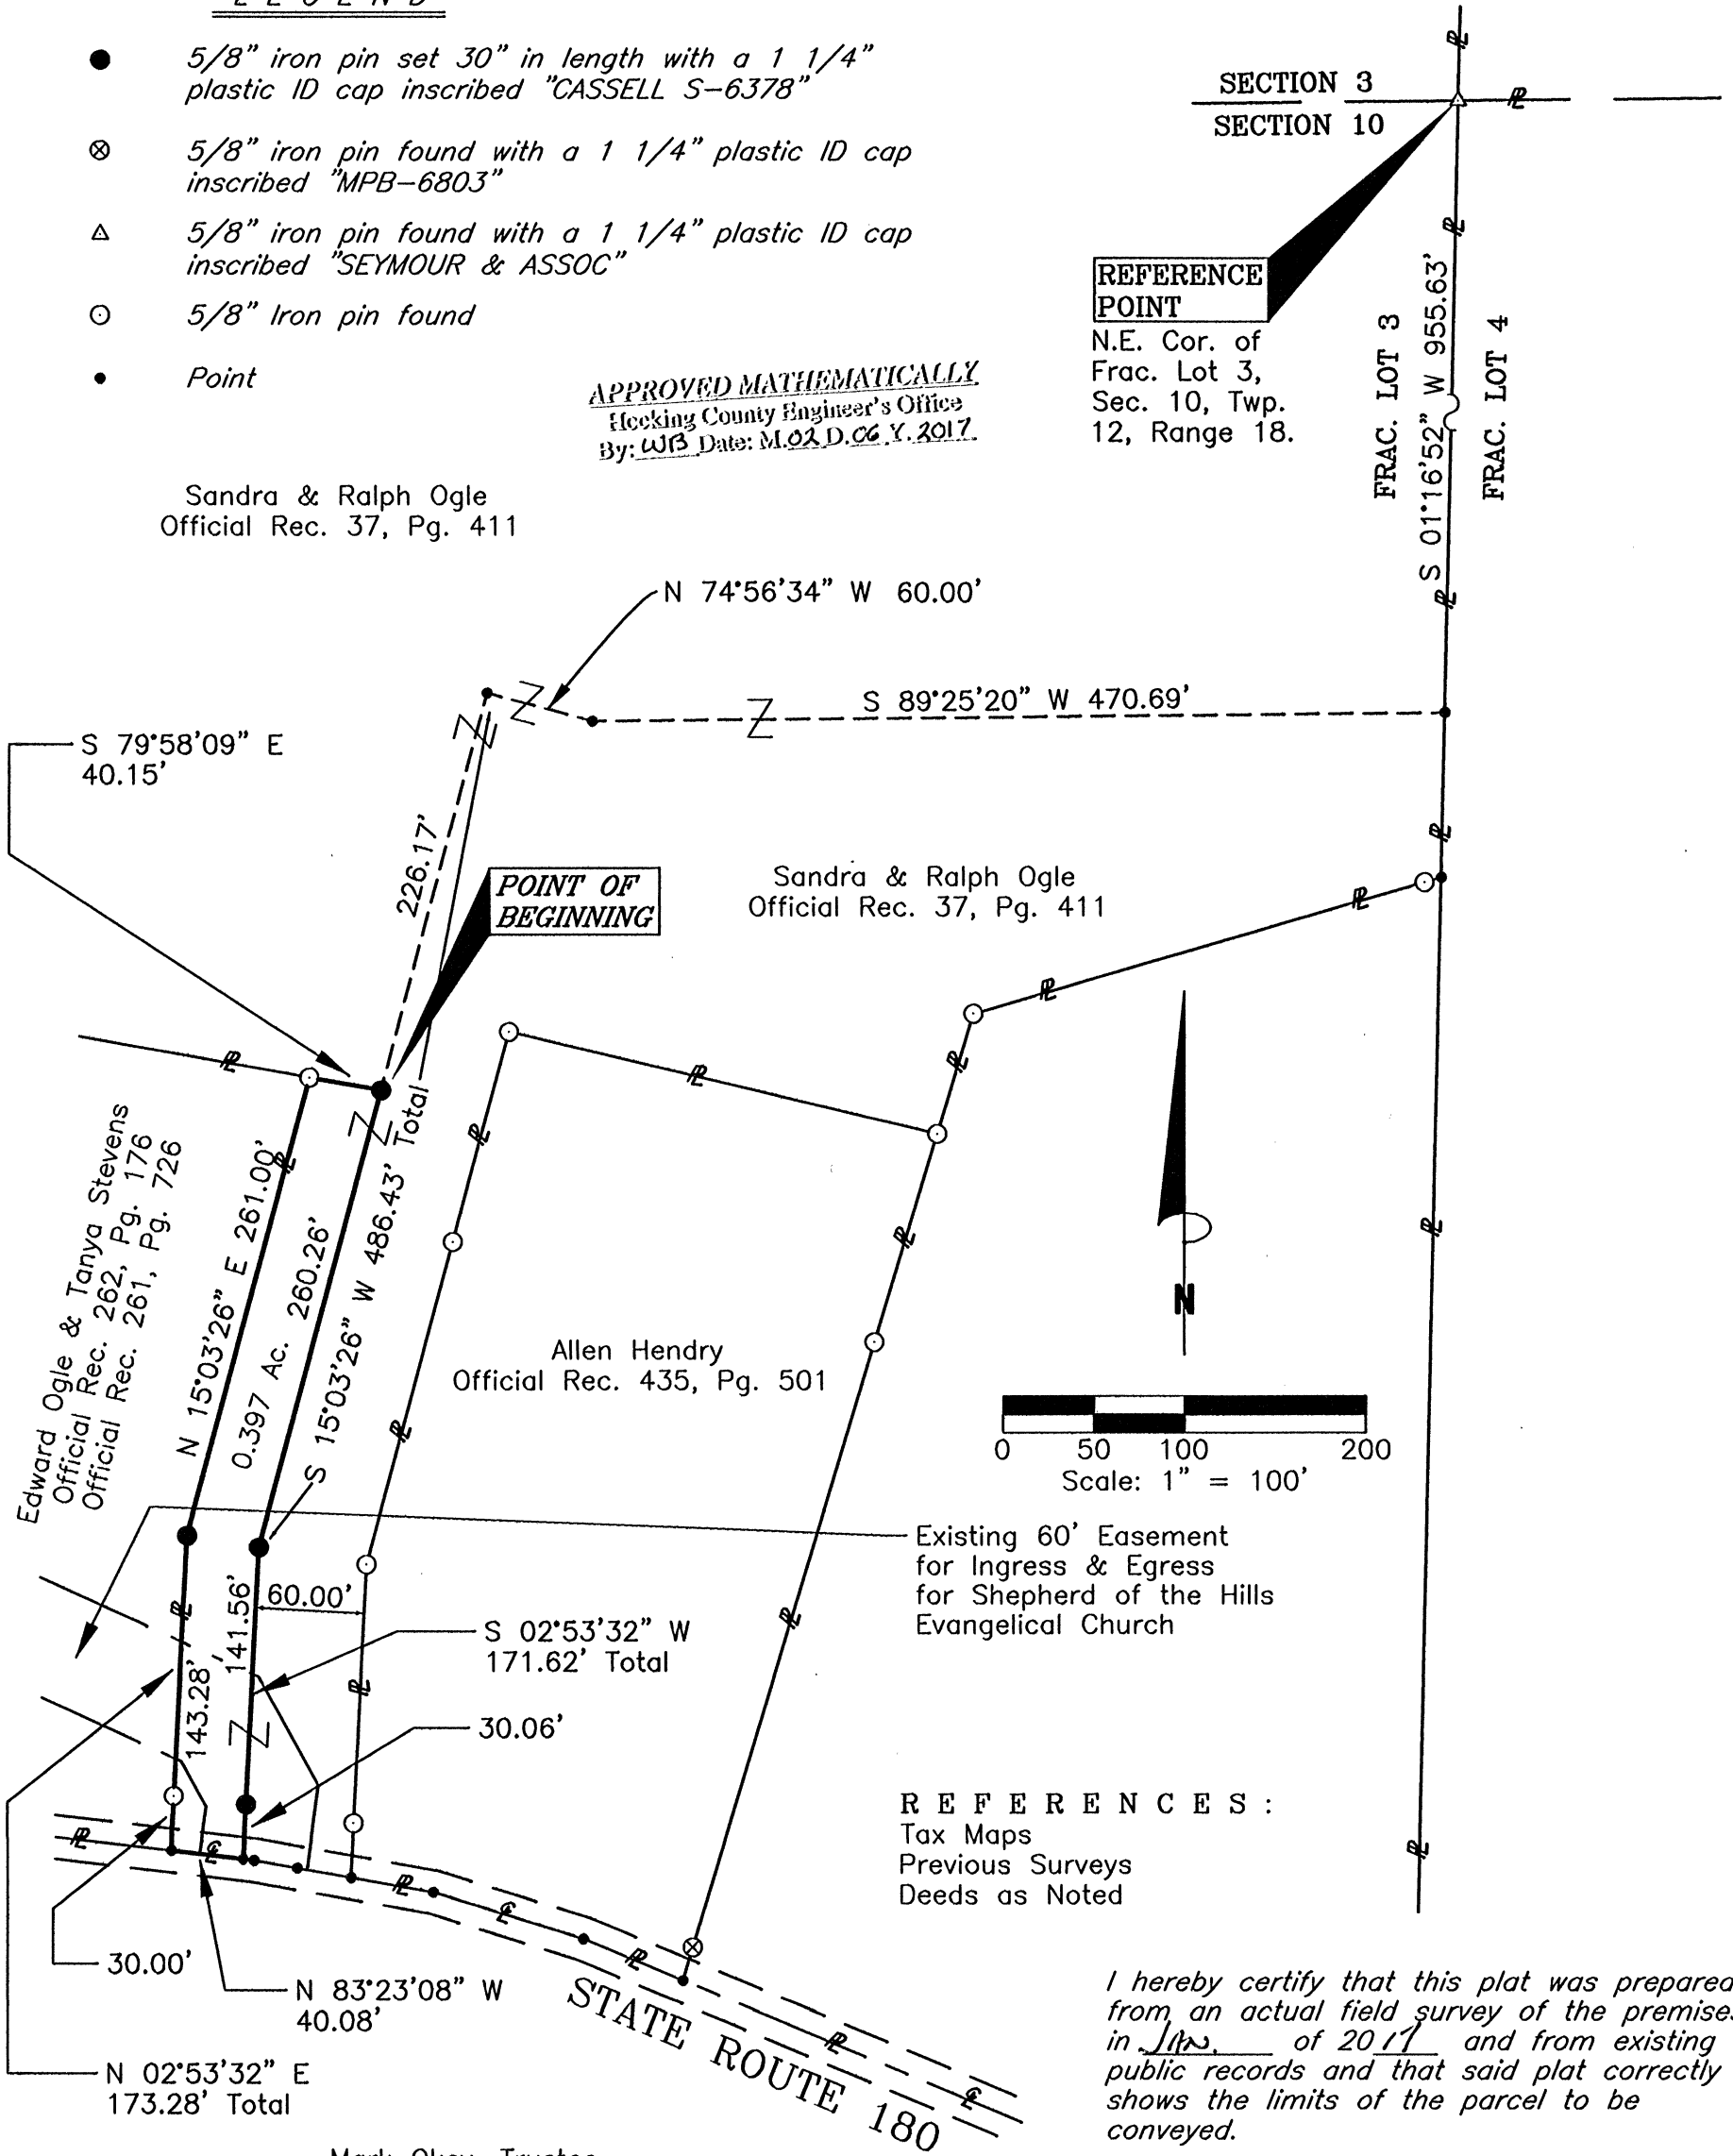 LEGEND
5/8" iron pin set 30" in length with a 1 1/4"
plastic ID cap inscribed "CASSELL S-6378"
5/8" iron pin found with a 1 1/4" plastic ID cap
inscribed "MPB-6803"
5/8" iron pin found with a 1 1/4" plastic ID cap
inscribed "SEYMOUR & ASSOC"
5/8" Iron pin found
Point
APPROVED MATHEMATICALLY
Hocking County Engineer's Office
By: WB Date: M.02 D.06 Y.2017
SECTION 3
SECTION 10
REFERENCE
POINT
N.E. Cor. of
Frac. Lot 3,
Sec. 10, Twp.
12, Range 18.
FRAC. LOT 3
S 01°16'52" W 955.63'
FRAC. LOT 4
Sandra & Ralph Ogle
Official Rec. 37, Pg. 411
N 74°56'34" W 60.00'
S 89°25'20" W 470.69'
S 79°58'09" E
40.15'
226.17'
POINT OF
BEGINNING
Sandra & Ralph Ogle
Official Rec. 37, Pg. 411
Edward Ogle & Tanya Stevens
Official Rec. 262, Pg. 176
Official Rec. 261, Pg. 726
N 15°03'26" E 261.00'
0.397 Ac. 260.26'
S 15°03'26" W 486.43' Total
Allen Hendry
Official Rec. 435, Pg. 501
N
0 50 100 200
Scale: 1" = 100'
Existing 60' Easement
for Ingress & Egress
for Shepherd of the Hills
Evangelical Church
60.00'
141.56'
143.28'
S 02°53'32" W
171.62' Total
30.06'
30.00'
N 83°23'08" W
40.08'
N 02°53'32" E
173.28' Total
STATE ROUTE 180
REFERENCES:
Tax Maps
Previous Surveys
Deeds as Noted
I hereby certify that this plat was prepared
from an actual field survey of the premise
in JAN. of 2017 and from existing
public records and that said plat correctly
shows the limits of the parcel to be
conveyed.